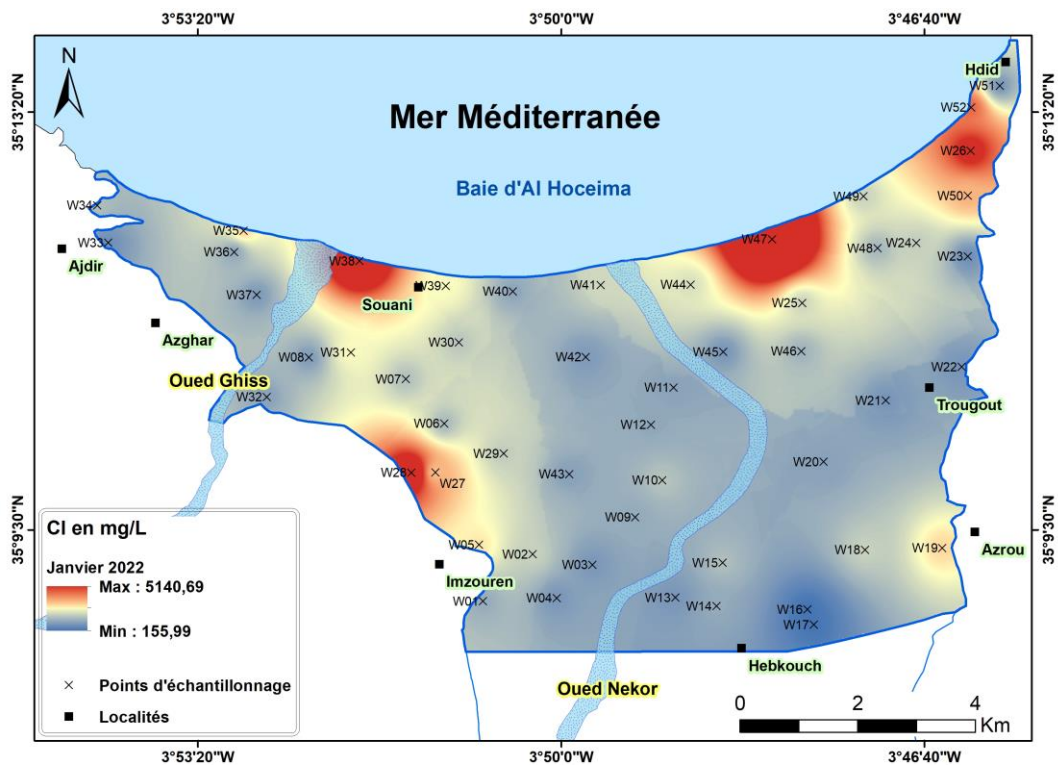 3°53'20"W
3°50'0"W
3°46'40"W
N
Hdid
W51
35°13'20"N
35°13'20"N
W52
Mer Méditerranée
W26
Baie d'Al Hoceima
W34
W49
W50
W35
W33
W47
W48
W24
Ajdir
W36
W38
W23
W37
Souani
W39
W40
W41
W44
W25
Azghar
W30
W08
W31
W42
W45
W46
Oued Ghiss
W07
W11
W22
W32
W21
Trougout
W06
W12
W29
W20
W28
W27
W43
W10
Cl en mg/L
W09
35°9'30"N
35°9'30"N
Azrou
W05
W02
W18
W19
Janvier 2022
Imzouren
W03
W15
Max : 5140,69
W01
W04
W13
W14
W16
Min : 155,99
W17
Hebkouch
Points d'échantillonnage
Oued Nekor
Localités
0 2 4
Km
3°53'20"W
3°50'0"W
3°46'40"W